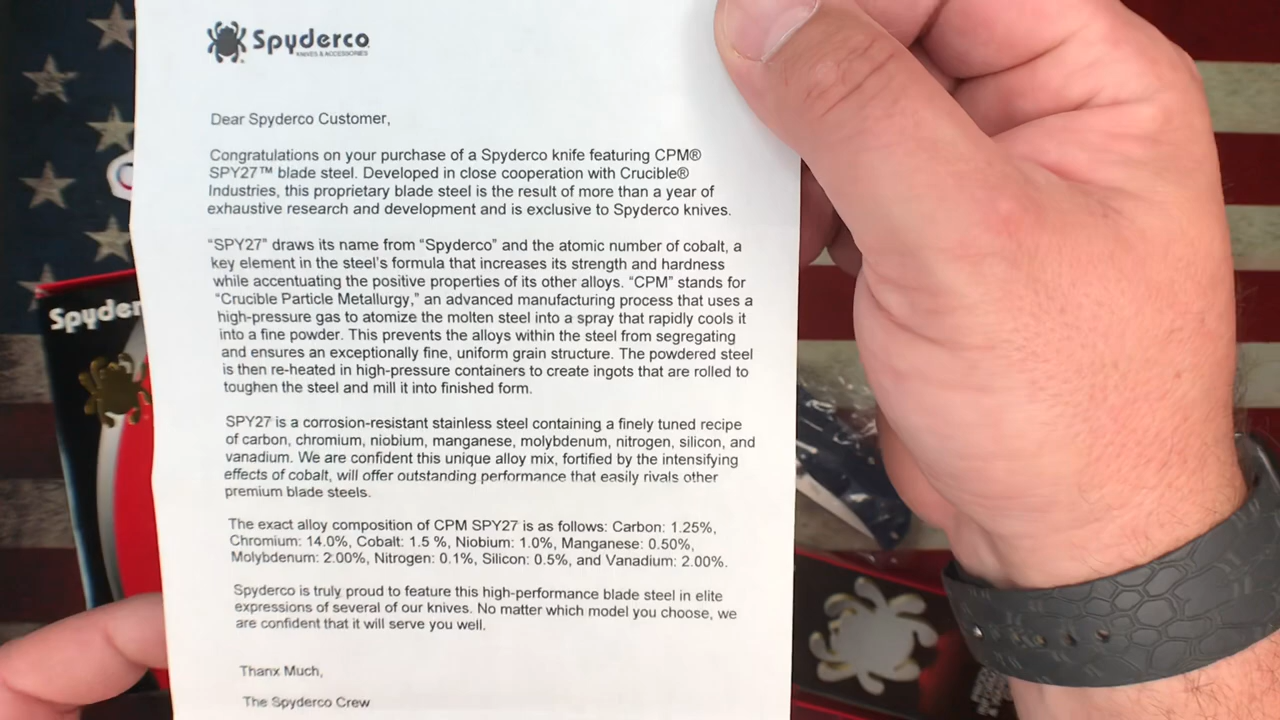 Spyderco
KNIVES & ACCESSORIES
Dear Spyderco Customer,
Congratulations on your purchase of a Spyderco knife featuring CPM®
SPY27™ blade steel. Developed in close cooperation with Crucible®
Industries, this proprietary blade steel is the result of more than a year of
exhaustive research and development and is exclusive to Spyderco knives.
“SPY27” draws its name from “Spyderco” and the atomic number of cobalt, a
key element in the steel's formula that increases its strength and hardness
while accentuating the positive properties of its other alloys. “CPM” stands for
“Crucible Particle Metallurgy,” an advanced manufacturing process that uses a
high-pressure gas to atomize the molten steel into a spray that rapidly cools it
into a fine powder. This prevents the alloys within the steel from segregating
and ensures an exceptionally fine, uniform grain structure. The powdered steel
is then re-heated in high-pressure containers to create ingots that are rolled to
toughen the steel and mill it into finished form.
SPY27 is a corrosion-resistant stainless steel containing a finely tuned recipe
of carbon, chromium, niobium, manganese, molybdenum, nitrogen, silicon, and
vanadium. We are confident this unique alloy mix, fortified by the intensifying
effects of cobalt, will offer outstanding performance that easily rivals other
premium blade steels.
The exact alloy composition of CPM SPY27 is as follows: Carbon: 1.25%,
Chromium: 14.0%, Cobalt: 1.5 %, Niobium: 1.0%, Manganese: 0.50%,
Molybdenum: 2.00%, Nitrogen: 0.1%, Silicon: 0.5%, and Vanadium: 2.00%.
Spyderco is truly proud to feature this high-performance blade steel in elite
expressions of several of our knives. No matter which model you choose, we
are confident that it will serve you well.
Thanx Much,
The Spyderco Crew
Spyder